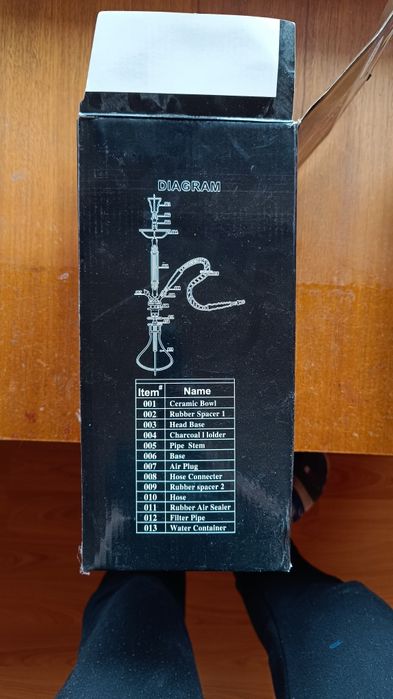 DIAGRAM
Item# Name
001 Ceramic Bowl
002 Rubber Spacer 1
003 Head Base
004 Charcoal l lolder
005 Pipe Stem
006 Base
007 Air Plug
008 Hose Connecter
009 Rubber spacer 2
010 Hose
011 Rubber Air Sealer
012 Filter Pipe
013 Water Container